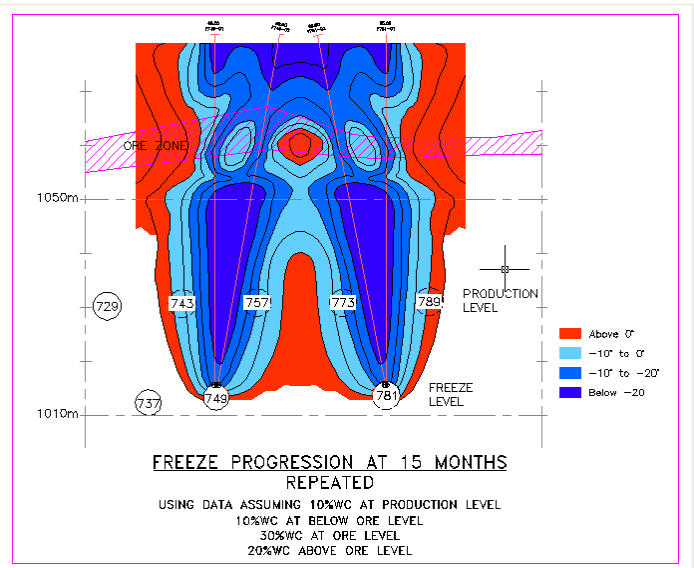 ORE ZONE
1050m
743
757
773
789
729
PRODUCTION
LEVEL
Above 0°
-10° to 0°
-10° to -20°
Below -20
FREEZE
LEVEL
737
749
781
1010m
FREEZE PROGRESSION AT 15 MONTHS
REPEATED
USING DATA ASSUMING 10%WC AT PRODUCTION LEVEL
10%WC AT BELOW ORE LEVEL
30%WC AT ORE LEVEL
20%WC ABOVE ORE LEVEL